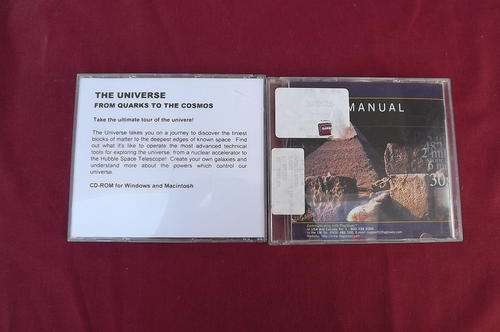 THE UNIVERSE
FROM QUARKS TO THE COSMOS
Take the ultimate tour of the univere!
The Universe takes you on a journey to discover the tiniest
blocks of matter to the deepest edges of known space. Find
out what it's like to operate the most advanced technical
tools for exploring the universe, from a nuclear accelerator to
the Hubble Space Telescope! Create your own galaxies and
understand more about the powers which control our
universe.
CD-ROM for Windows and Macintosh
MANUAL
30